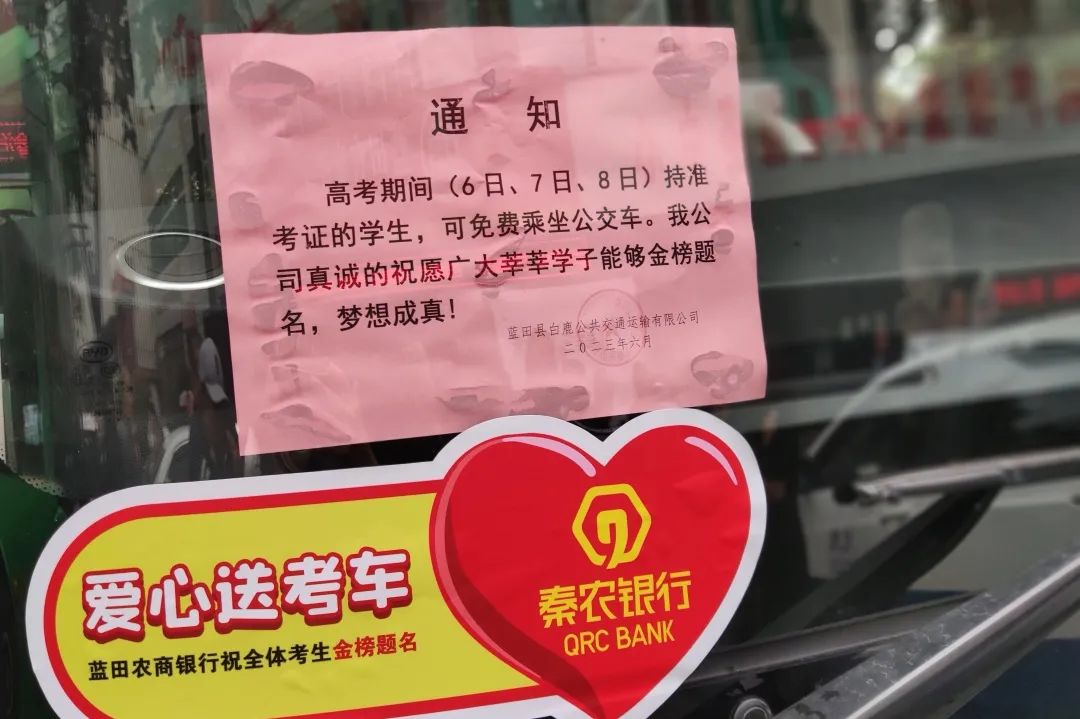 通 知
高考期间（6日、7日、8日）持准
考证的学生，可免费乘坐公交车。我公
司真诚的祝愿广大莘莘学子能够金榜题
名，梦想成真！
蓝田县白鹿公共交通运输有限公司
二0二三年六月
BYD
爱心送考车
蓝田农商银行祝全体考生金榜题名
秦农银行
QRC BANK